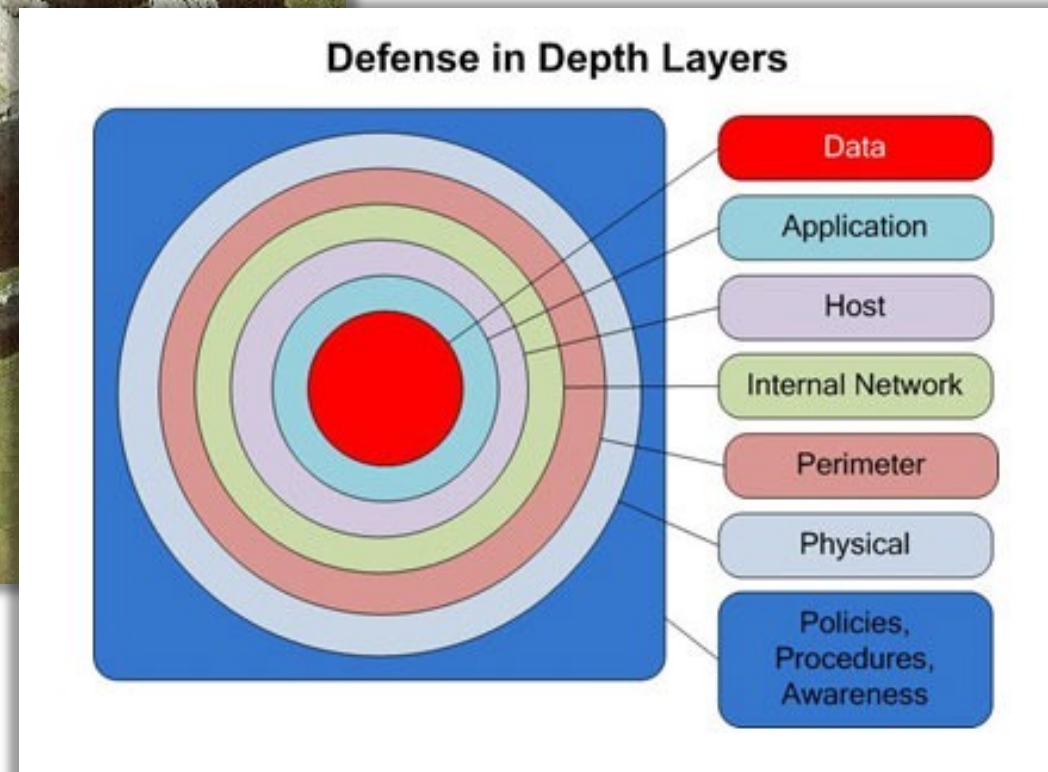 Defense in Depth Layers
Data
Application
Host
Internal Network
Perimeter
Physical
Policies,
Procedures,
Awareness